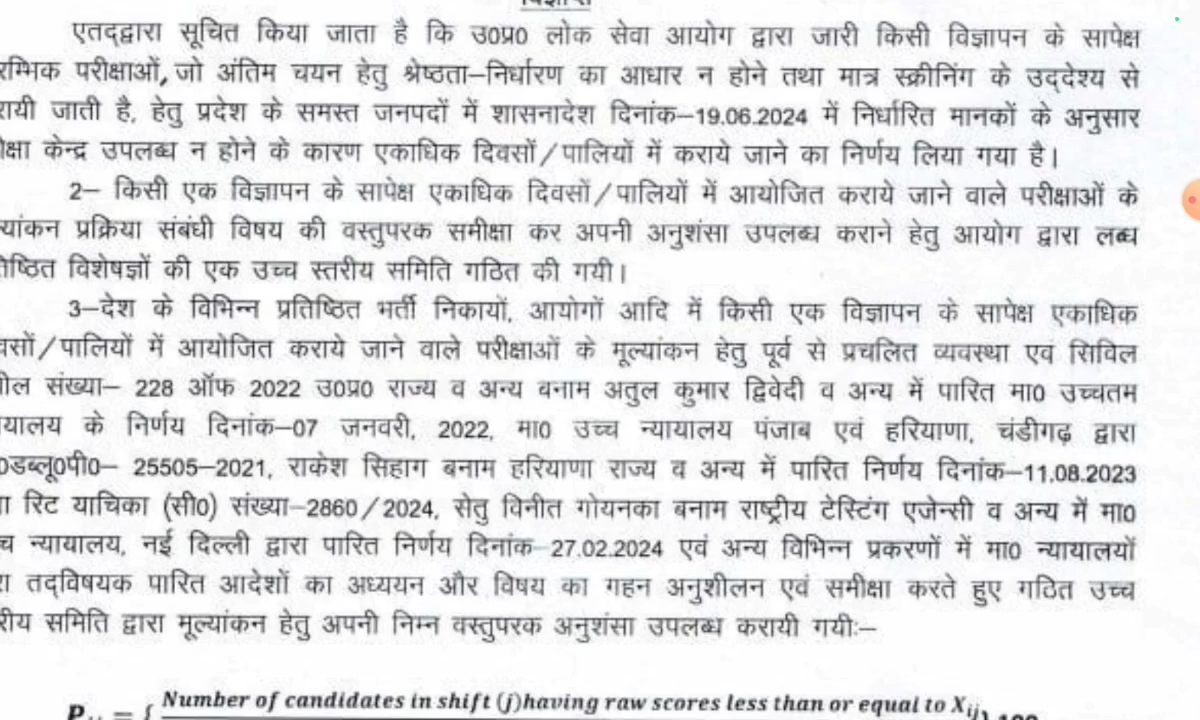 विज्ञप्ति
एतद्द्वारा सूचित किया जाता है कि उ0प्र0 लोक सेवा आयोग द्वारा जारी किसी विज्ञापन के सापेक्ष
रम्भिक परीक्षाओं, जो अंतिम चयन हेतु श्रेष्ठता–निर्धारण का आधार न होने तथा मात्र स्क्रीनिंग के उद्देश्य से
रायी जाती है, हेतु प्रदेश के समस्त जनपदों में शासनादेश दिनांक–19.06.2024 में निर्धारित मानकों के अनुसार
ीक्षा केन्द्र उपलब्ध न होने के कारण एकाधिक दिवसों/पालियों में कराये जाने का निर्णय लिया गया है।
2– किसी एक विज्ञापन के सापेक्ष एकाधिक दिवसों/पालियों में आयोजित कराये जाने वाले परीक्षाओं के
ल्यांकन प्रक्रिया संबंधी विषय की वस्तुपरक समीक्षा कर अपनी अनुशंसा उपलब्ध कराने हेतु आयोग द्वारा लब्ध
तिष्ठित विशेषज्ञों की एक उच्च स्तरीय समिति गठित की गयी।
3–देश के विभिन्न प्रतिष्ठित भर्ती निकायों, आयोगों आदि में किसी एक विज्ञापन के सापेक्ष एकाधिक
वसों/पालियों में आयोजित कराये जाने वाले परीक्षाओं के मूल्यांकन हेतु पूर्व से प्रचलित व्यवस्था एवं सिविल
ील संख्या– 228 ऑफ 2022 उ0प्र0 राज्य व अन्य बनाम अतुल कुमार द्विवेदी व अन्य में पारित मा0 उच्चतम
यालय के निर्णय दिनांक–07 जनवरी, 2022, मा0 उच्च न्यायालय पंजाब एवं हरियाणा, चंडीगढ़ द्वारा
0डब्लू0पी0– 25505–2021, राकेश सिहाग बनाम हरियाणा राज्य व अन्य में पारित निर्णय दिनांक–11.08.2023
ा रिट याचिका (सी0) संख्या–2860/2024, सेतु विनीत गोयनका बनाम राष्ट्रीय टेस्टिंग एजेन्सी व अन्य में मा0
च न्यायालय, नई दिल्ली द्वारा पारित निर्णय दिनांक–27.02.2024 एवं अन्य विभिन्न प्रकरणों में मा0 न्यायालयों
रा तद्विषयक पारित आदेशों का अध्ययन और विषय का गहन अनुशीलन एवं समीक्षा करते हुए गठित उच्च
रीय समिति द्वारा मूल्यांकन हेतु अपनी निम्न वस्तुपरक अनुशंसा उपलब्ध करायी गयीः–
Number of candidates in shift (j)having raw scores less than or equal to Xij